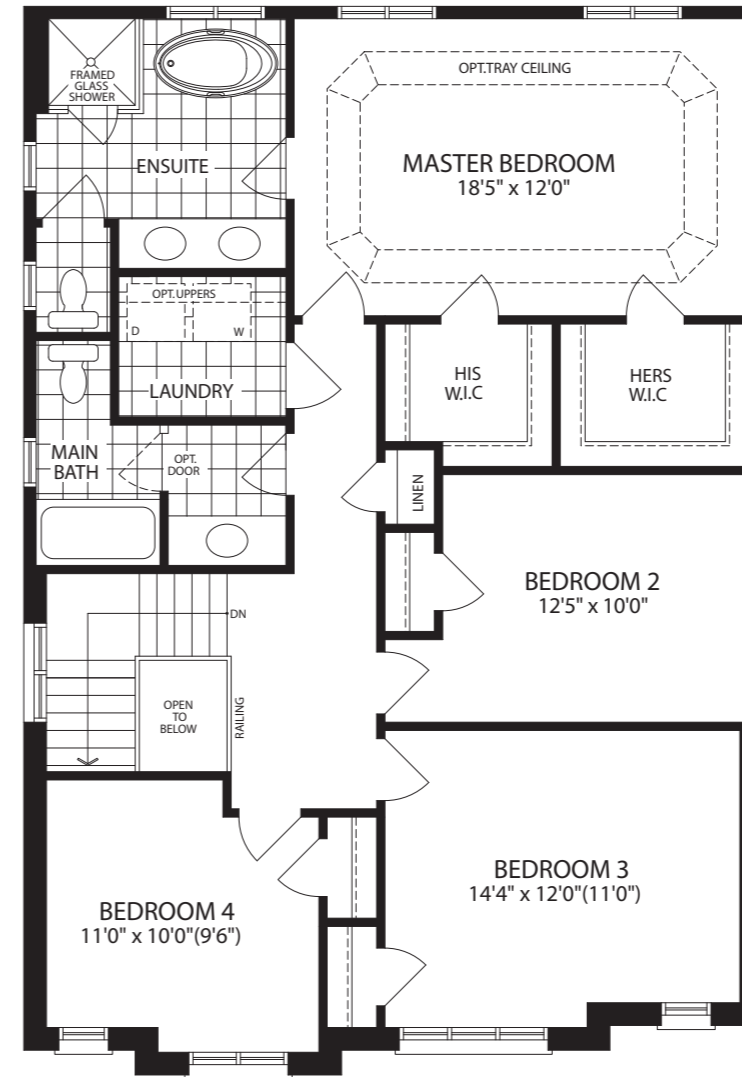 FRAMED
GLASS
SHOWER
OPT.TRAY CEILING
ENSUITE
MASTER BEDROOM
18'5" x 12'0"
OPT.UPPERS
D
W
LAUNDRY
HIS
W.I.C
HERS
W.I.C
MAIN
BATH
OPT.
DOOR
LINEN
BEDROOM 2
12'5" x 10'0"
DN
OPEN
TO
BELOW
RAILING
BEDROOM 3
14'4" x 12'0"(11'0")
BEDROOM 4
11'0" x 10'0"(9'6")